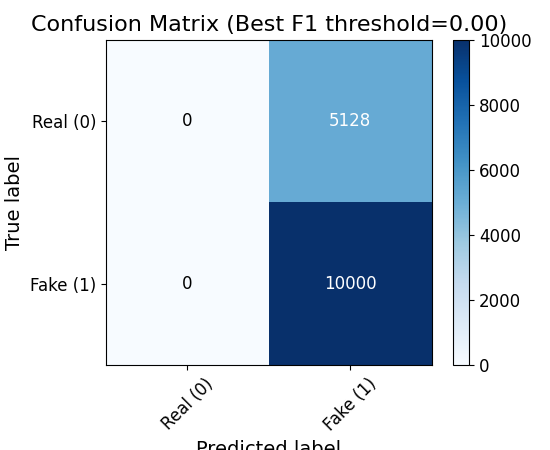 Confusion Matrix (Best F1 threshold=0.00)
10000
Real (0)
0
5128
8000
6000
True label
4000
Fake (1)
0
10000
2000
0
Real (0)
Fake (1)
Predicted label